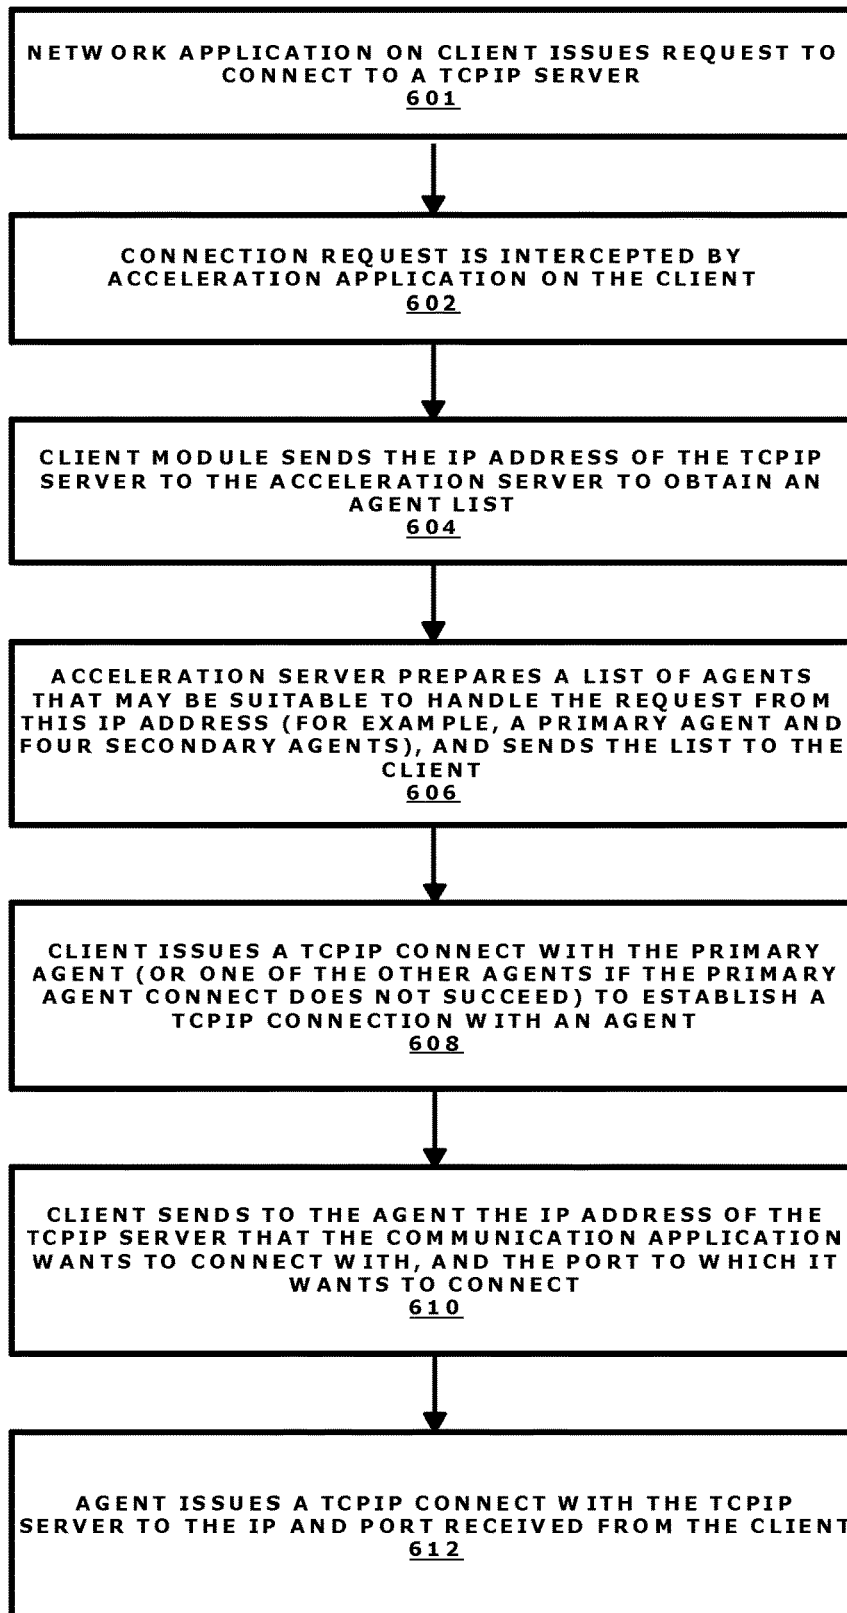 NETWORK APPLICATION ON CLIENT ISSUES REQUEST TO
CONNECT TO A TCPIP SERVER
601
CONNECTION REQUEST IS INTERCEPTED BY
ACCELERATION APPLICATION ON THE CLIENT
602
CLIENT MODULE SENDS THE IP ADDRESS OF THE TCPIP
SERVER TO THE ACCELERATION SERVER TO OBTAIN AN
AGENT LIST
604
ACCELERATION SERVER PREPARES A LIST OF AGENTS
THAT MAY BE SUITABLE TO HANDLE THE REQUEST FROM
THIS IP ADDRESS (FOR EXAMPLE, A PRIMARY AGENT AND
FOUR SECONDARY AGENTS), AND SENDS THE LIST TO THE
CLIENT
606
CLIENT ISSUES A TCPIP CONNECT WITH THE PRIMARY
AGENT (OR ONE OF THE OTHER AGENTS IF THE PRIMARY
AGENT CONNECT DOES NOT SUCCEED) TO ESTABLISH A
TCPIP CONNECTION WITH AN AGENT
608
CLIENT SENDS TO THE AGENT THE IP ADDRESS OF THE
TCPIP SERVER THAT THE COMMUNICATION APPLICATION
WANTS TO CONNECT WITH, AND THE PORT TO WHICH IT
WANTS TO CONNECT
610
AGENT ISSUES A TCPIP CONNECT WITH THE TCPIP
SERVER TO THE IP AND PORT RECEIVED FROM THE CLIENT
612